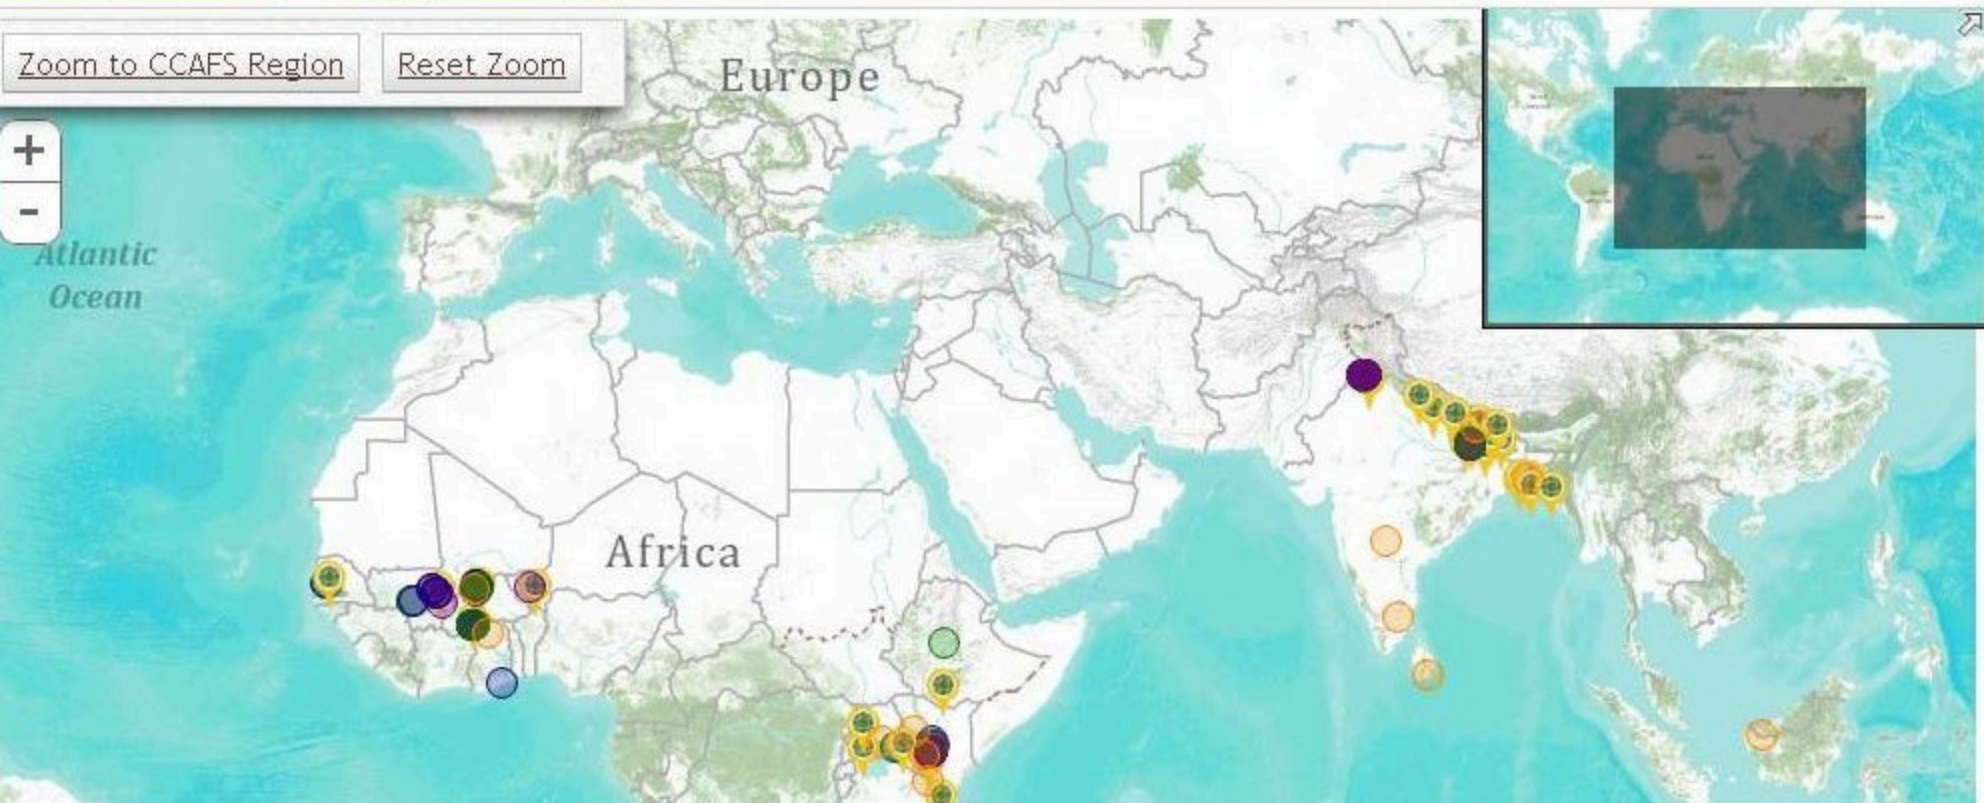 Zoom to CCAFS Region
Reset Zoom
Europe
+
-
Atlantic
Ocean
Africa